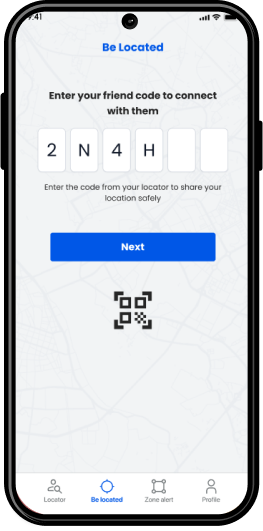 9:41
Be Located
Enter your friend code to connect
with them
2 N 4 H
Enter the code from your locator to share your
location safely
Next
Locator Be located Zone alert Profile